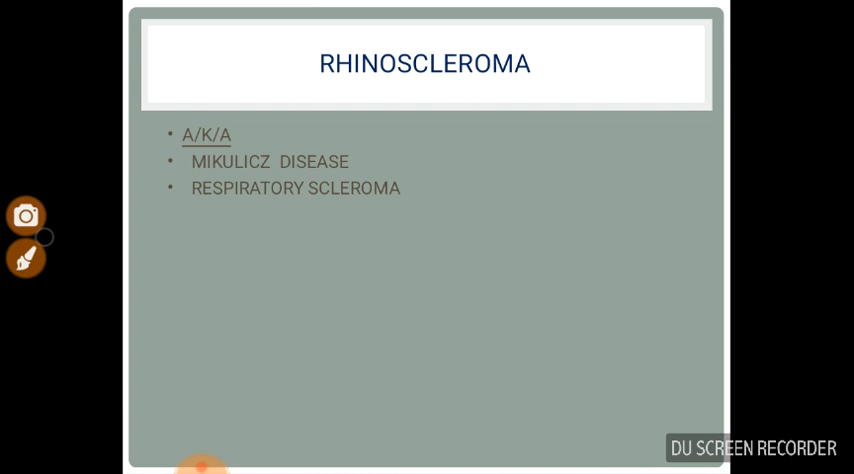 RHINOSCLEROMA
• A/K/A
• MIKULICZ DISEASE
• RESPIRATORY SCLEROMA
DU SCREEN RECORDER